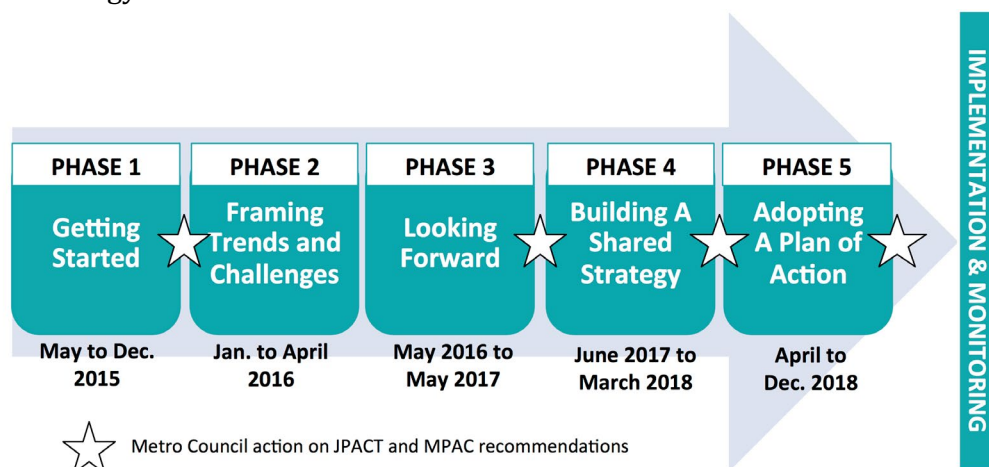 PHASE 1
Getting
Started
May to Dec.
2015
PHASE 2
Framing
Trends and
Challenges
Jan. to April
2016
PHASE 3
Looking
Forward
May 2016 to
May 2017
PHASE 4
Building A
Shared
Strategy
June 2017 to
March 2018
PHASE 5
Adopting
A Plan of
Action
April to
Dec. 2018
IMPLEMENTATION & MONITORING
Metro Council action on JPACT and MPAC recommendations